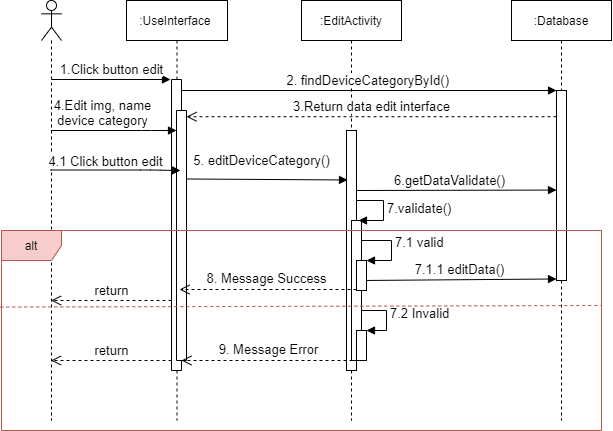 :UseInterface
:EditActivity
:Database
1.Click button edit
2. findDeviceCategoryById()
4.Edit img, name
device category
3.Return data edit interface
4.1 Click button edit
5. editDeviceCategory()
6.getDataValidate()
7.validate()
alt
7.1 valid
7.1.1 editData()
8. Message Success
return
7.2 Invalid
9. Message Error
return